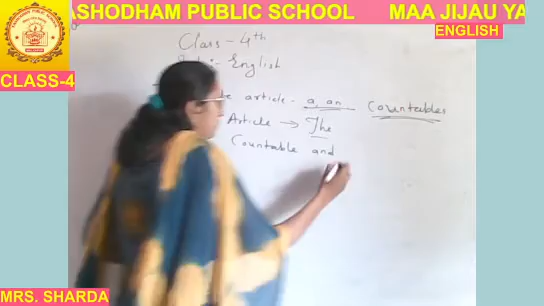 ASHODHAM PUBLIC SCHOOL MAA JIJAU YA
ENGLISH
CLASS-4
Class - 4th
English
article - a, an Countables
Article → The
Countable and
MRS. SHARDA